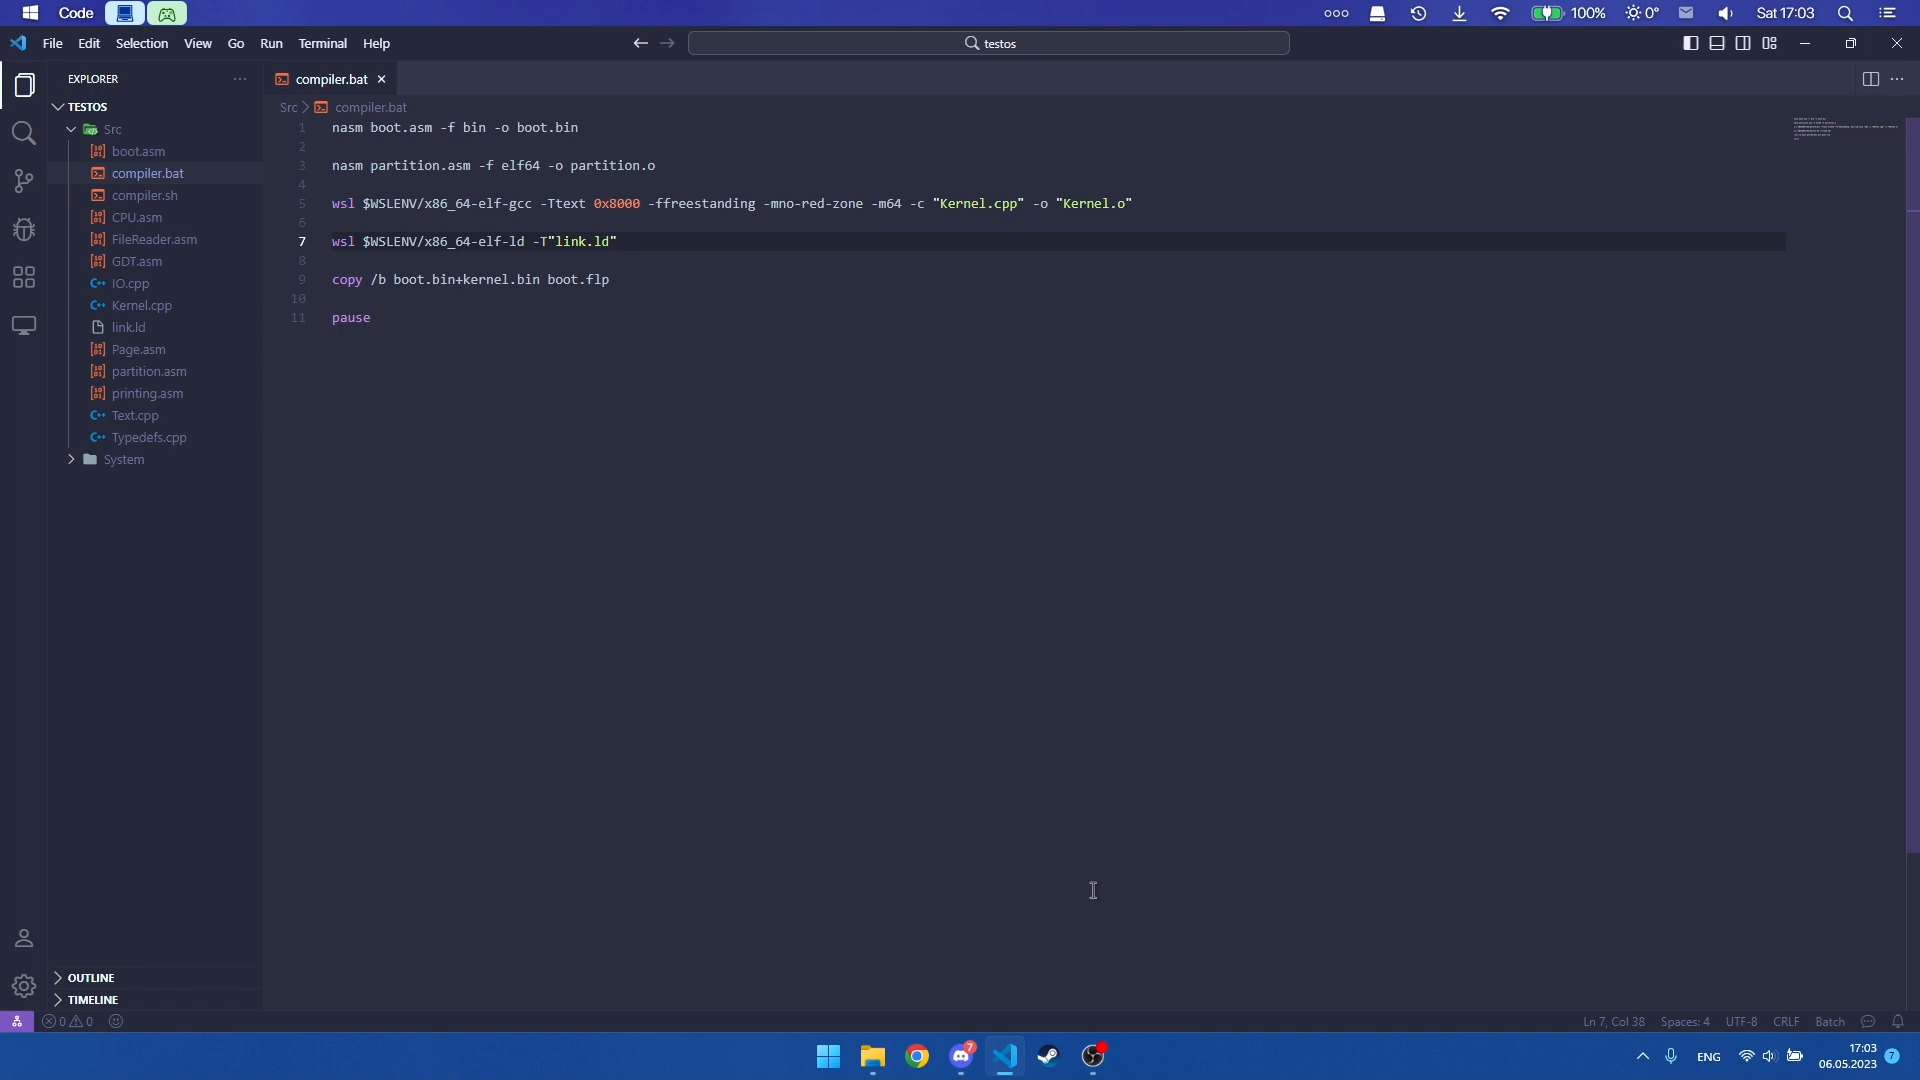 Code
100%
0°
Sat 17:03
File Edit Selection View Go Run Terminal Help
testos
EXPLORER
compiler.bat
TESTOS
Src
boot.asm
compiler.bat
compiler.sh
CPU.asm
FileReader.asm
GDT.asm
IO.cpp
Kernel.cpp
link.ld
Page.asm
partition.asm
printing.asm
Text.cpp
Typedefs.cpp
System
OUTLINE
TIMELINE
Src > compiler.bat
1 nasm boot.asm -f bin -o boot.bin
2
3 nasm partition.asm -f elf64 -o partition.o
4
5 wsl $WSLENV/x86_64-elf-gcc -Ttext 0x8000 -ffreestanding -mno-red-zone -m64 -c "Kernel.cpp" -o "Kernel.o"
6
7 wsl $WSLENV/x86_64-elf-ld -T"link.ld"
8
9 copy /b boot.bin+kernel.bin boot.flp
10
11 pause
0 0
Ln 7, Col 38 Spaces: 4 UTF-8 CRLF Batch
7
ENG
17:03
06.05.2023
7